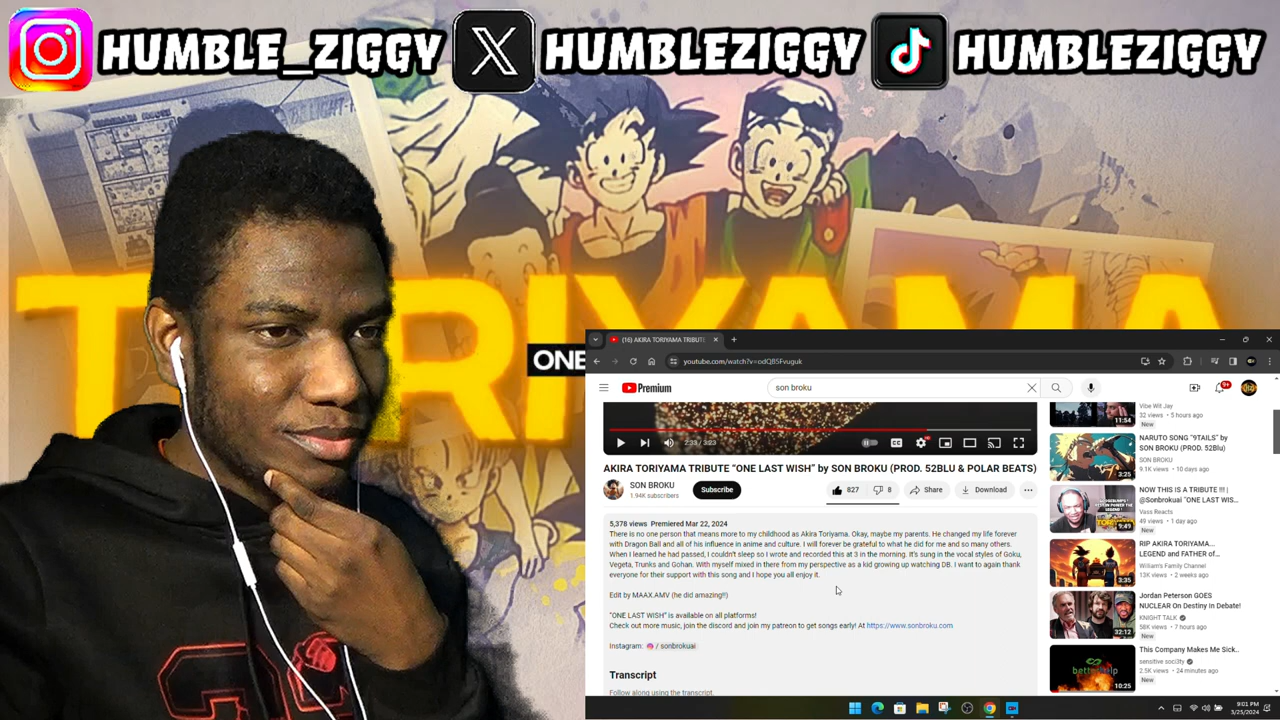 HUMBLE_ZIGGY
HUMBLEZIGGY
HUMBLEZIGGY
TORIYAMA
ONE
(16) AKIRA TORIYAMA TRIBUTE
youtube.com/watch?v=odQB5Fvuguk
Premium
son broku
9+
2:33 / 3:23
AKIRA TORIYAMA TRIBUTE "ONE LAST WISH" by SON BROKU (PROD. 52BLU & POLAR BEATS)
SON BROKU
1.94K subscribers
Subscribe
827
8
Share
Download
5,378 views Premiered Mar 22, 2024
There is no one person that means more to my childhood as Akira Toriyama. Okay, maybe my parents. He changed my life forever
with Dragon Ball and all of his influence in anime and culture. I will forever be grateful to what he did for me and so many others.
When I learned he had passed, I couldn't sleep so I wrote and recorded this at 3 in the morning. It's sung in the vocal styles of Goku,
Vegeta, Trunks and Gohan. With myself mixed in there from my perspective as a kid growing up watching DB. I want to again thank
everyone for their support with this song and I hope you all enjoy it.
Edit by MAAX.AMV (he did amazing!!)
"ONE LAST WISH" is available on all platforms!
Check out more music, join the discord and join my patreon to get songs early! At https://www.sonbroku.com
Instagram: / sonbrokuai
Transcript
Follow along using the transcript.
11:54
Vibe Wit Jay
32 views • 5 hours ago
New
3:25
NARUTO SONG "9TAILS" by
SON BROKU (PROD. 52Blu)
SON BROKU
9.1K views • 10 days ago
9:49
NOW THIS IS A TRIBUTE !!! |
@Sonbrokuai "ONE LAST WIS...
Vass Reacts
49 views • 1 day ago
New
3:35
RIP AKIRA TORIYAMA...
LEGEND and FATHER of...
William's Family Channel
13K views • 2 weeks ago
32:12
Jordan Peterson GOES
NUCLEAR On Destiny In Debate!
KNIGHT TALK
58K views • 7 hours ago
New
10:25
This Company Makes Me Sick..
sensitive soci3ty
2.5K views • 24 minutes ago
New
9:01 PM
3/25/2024